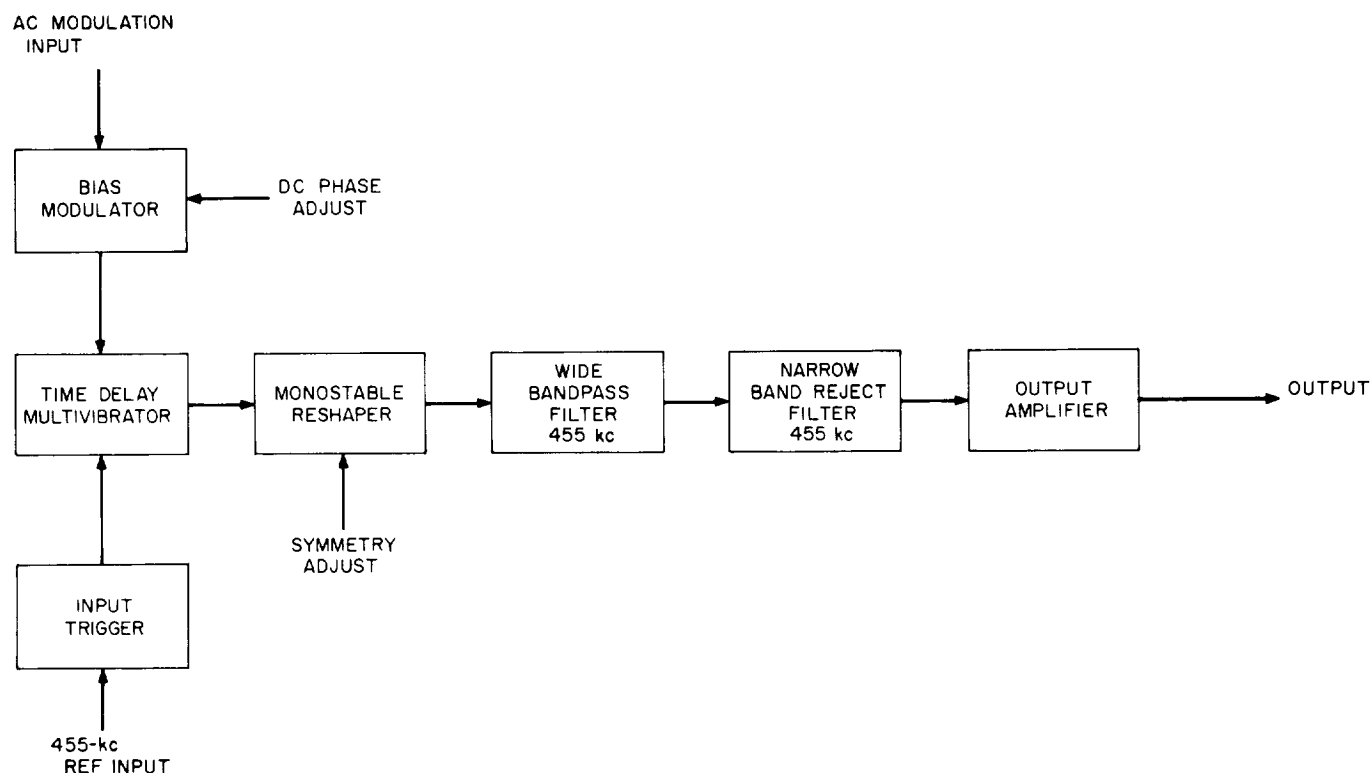 AC MODULATION
INPUT
BIAS
MODULATOR
DC PHASE
ADJUST
TIME DELAY
MULTIVIBRATOR
MONOSTABLE
RESHAPER
WIDE
BANDPASS
FILTER
455 kc
NARROW
BAND REJECT
FILTER
455 kc
OUTPUT
AMPLIFIER
OUTPUT
SYMMETRY
ADJUST
INPUT
TRIGGER
455-kc
REF INPUT